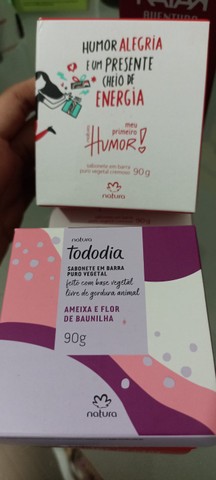 HUMOR ALEGRIA
E UM PRESENTE
CHEIO DE
ENERGIA
meu
primeiro
natura
HUMOR!
sabonete em barra
puro vegetal cremoso 90g
natura
natura
Tododia
SABONETE EM BARRA
PURO VEGETAL
feito com base vegetal
livre de gordura animal
AMEIXA E FLOR
DE BAUNILHA
90g
natura